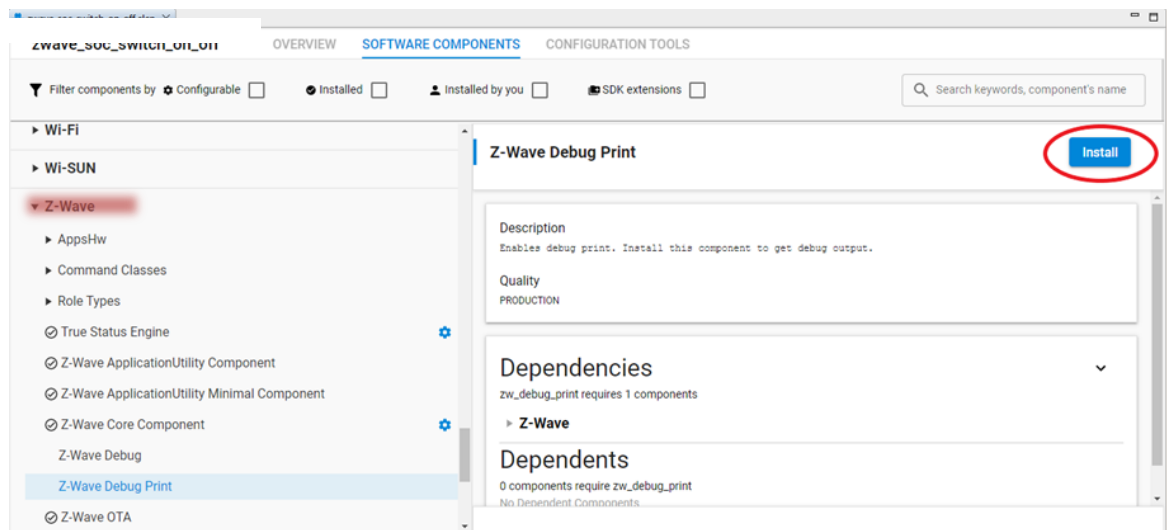 zwave_soc_switch_on_off
OVERVIEW
SOFTWARE COMPONENTS
CONFIGURATION TOOLS
Filter components by
Configurable
Installed
Installed by you
SDK extensions
Search keywords, component's name
Wi-Fi
Wi-SUN
Z-Wave
AppsHw
Command Classes
Role Types
True Status Engine
Z-Wave ApplicationUtility Component
Z-Wave ApplicationUtility Minimal Component
Z-Wave Core Component
Z-Wave Debug
Z-Wave Debug Print
Z-Wave OTA
Z-Wave Debug Print
Install
Description
Enables debug print. Install this component to get debug output.
Quality
PRODUCTION
Dependencies
zw_debug_print requires 1 components
Z-Wave
Dependents
0 components require zw_debug_print
No Dependent Components